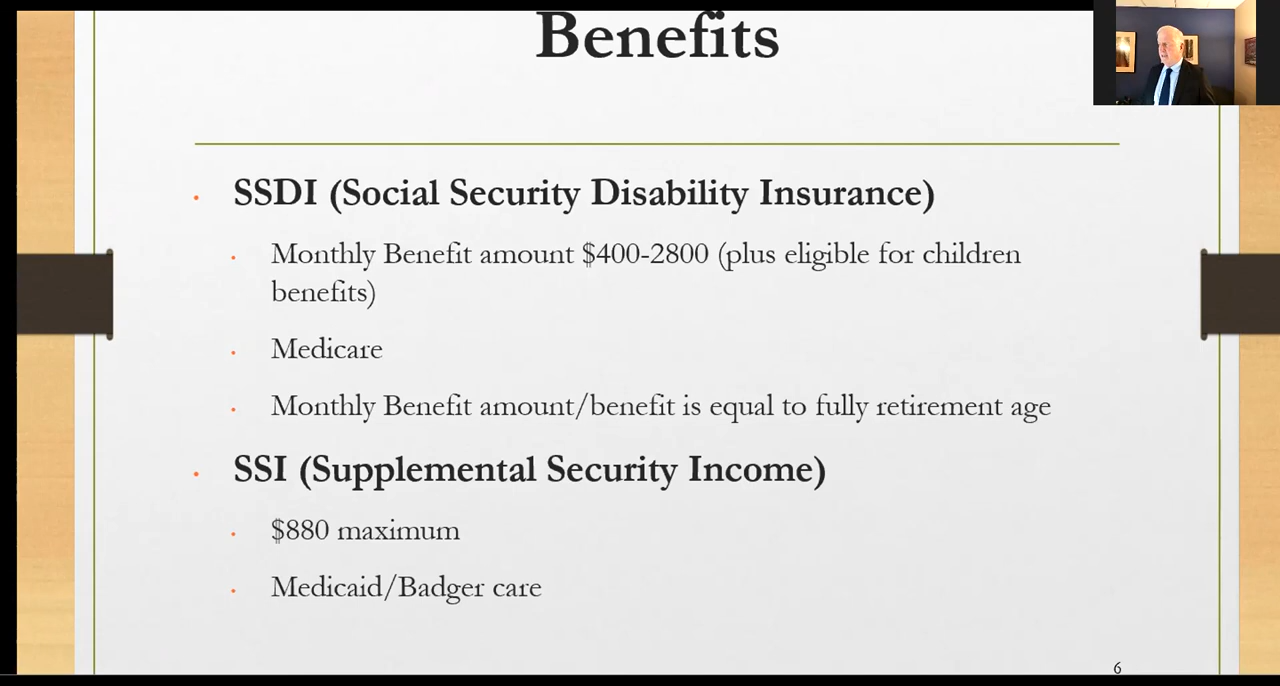 Benefits
SSDI (Social Security Disability Insurance)
Monthly Benefit amount $400-2800 (plus eligible for children
benefits)
Medicare
Monthly Benefit amount/benefit is equal to fully retirement age
SSI (Supplemental Security Income)
$880 maximum
Medicaid/Badger care
6